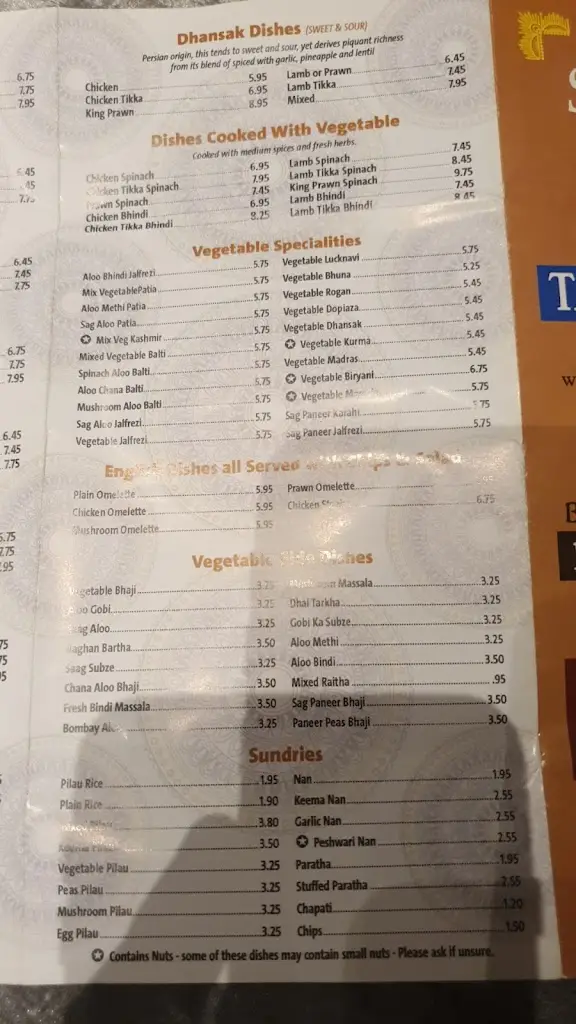 Dhansak Dishes (SWEET & SOUR)
Persian origin, this tends to sweet and sour, yet derives piquant richness
from its blend of spiced with garlic, pineapple and lentil
Chicken 5.95
Chicken Tikka 6.95
King Prawn 8.95
Lamb or Prawn 6.45
Lamb Tikka 7.45
Mixed 7.95
Dishes Cooked With Vegetable
Cooked with medium spices and fresh herbs.
Chicken Spinach 6.95
Chicken Tikka Spinach 7.95
Prawn Spinach 7.45
Chicken Bhindi 6.95
Chicken Tikka Bhindi 8.25
Lamb Spinach 7.45
Lamb Tikka Spinach 8.45
King Prawn Spinach 9.75
Lamb Bhindi 7.45
Lamb Tikka Bhindi 8.45
Vegetable Specialities
Aloo Bhindi Jalfrezi 5.75
Mix VegetablePatia 5.75
Aloo Methi Patia 5.75
Sag Aloo Patia 5.75
Mix Veg Kashmir 5.75
Mixed Vegetable Balti 5.75
Spinach Aloo Balti 5.75
Aloo Chana Balti 5.75
Mushroom Aloo Balti 5.75
Sag Aloo Jalfrezi 5.75
Vegetable Jalfrezi 5.75
Vegetable Lucknavi 5.75
Vegetable Bhuna 5.25
Vegetable Rogan 5.45
Vegetable Dopiaza 5.45
Vegetable Dhansak 5.45
Vegetable Kurma 5.45
Vegetable Madras 5.45
Vegetable Biryani 6.75
Vegetable 5.75
Sag Paneer Karahi 5.75
Sag Paneer Jalfrezi 5.75
English Dishes all Served
Plain Omelette 5.95
Chicken Omelette 5.95
Mushroom Omelette 5.95
Prawn Omelette
Chicken 6.75
Vegetable Side Dishes
Vegetable Bhaji 3.25
Aloo Gobi 3.25
Sag Aloo 3.25
Baghan Bartha 3.50
Saag Subze 3.25
Chana Aloo Bhaji 3.50
Fresh Bindi Massala 3.50
Bombay 3.25
Mushroom Massala 3.25
Dhal Tarkha 3.25
Gobi Ka Subze 3.25
Aloo Methi 3.25
Aloo Bindi 3.50
Mixed Raitha .95
Sag Paneer Bhaji 3.50
Paneer Peas Bhaji 3.50
Sundries
Pilau Rice 1.95
Plain Rice 1.90
3.80
3.50
Vegetable Pilau 3.25
Peas Pilau 3.25
Mushroom Pilau 3.25
Egg Pilau 3.25
Nan 1.95
Keema Nan 2.55
Garlic Nan 2.55
Peshwari Nan 2.55
Paratha 1.95
Stuffed Paratha 2.55
Chapati 1.20
Chips 1.50
Contains Nuts - some of these dishes may contain small nuts - Please ask if unsure.